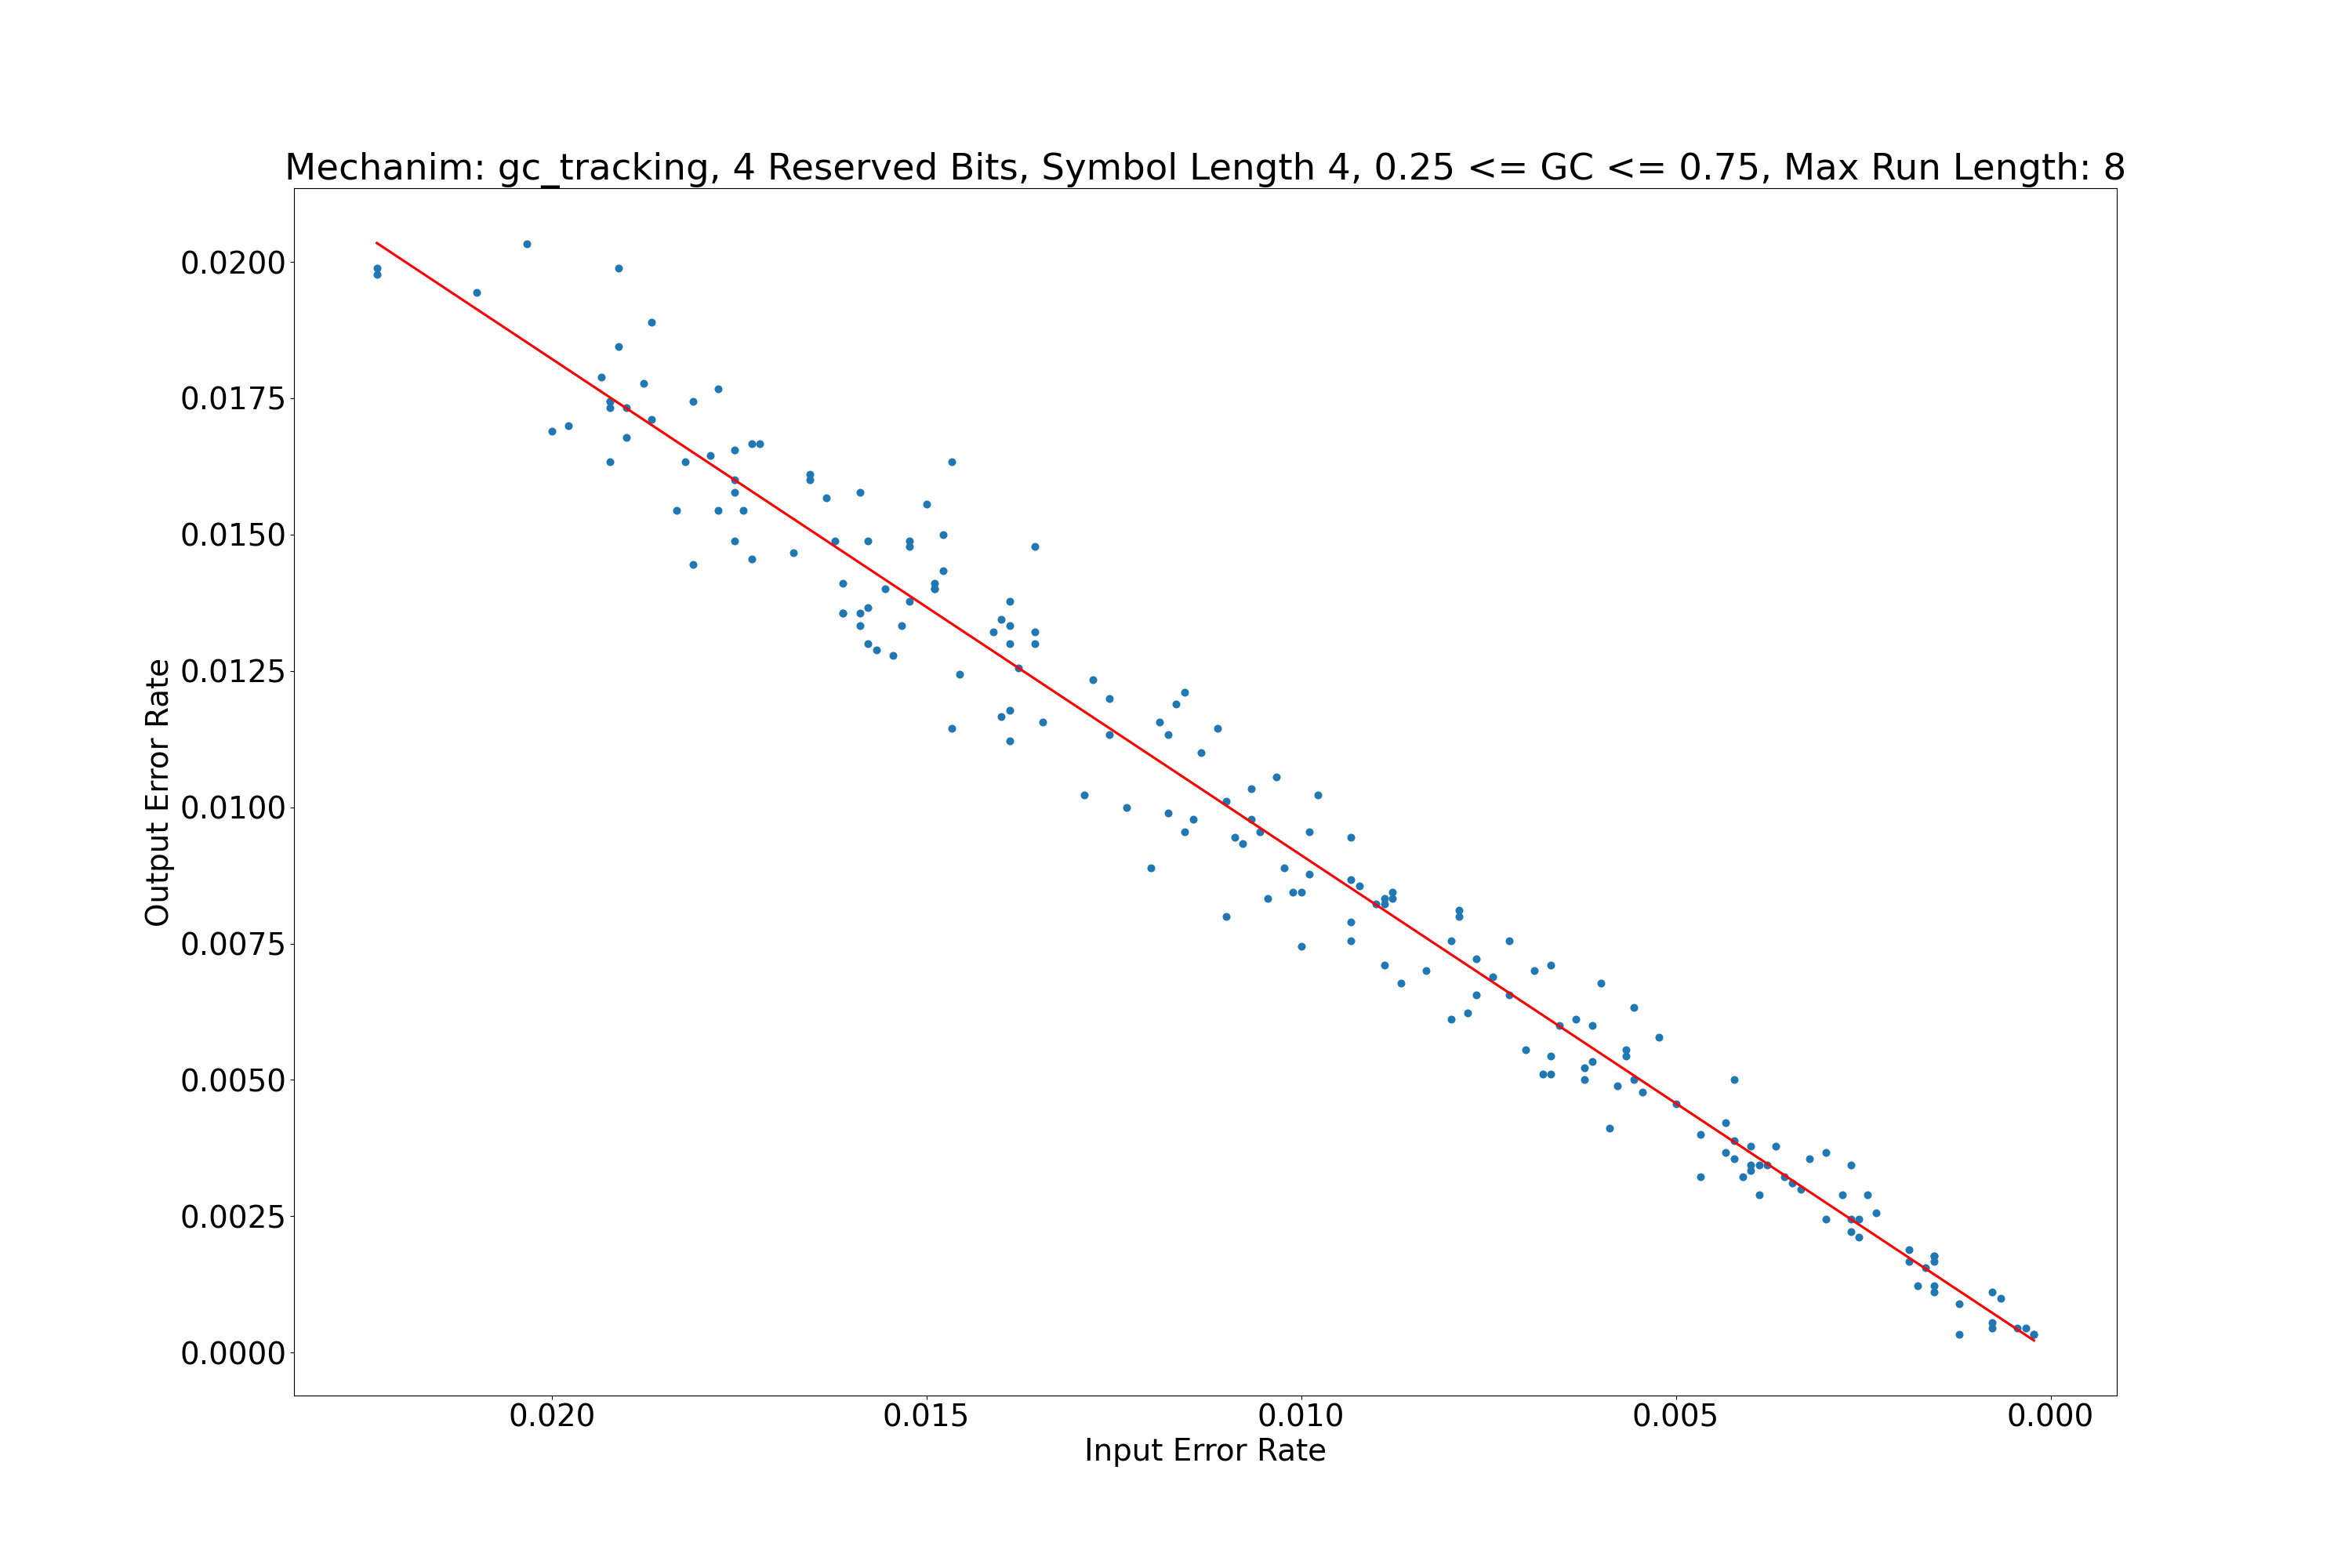 Mechanim: gc_tracking, 4 Reserved Bits, Symbol Length 4, 0.25 <= GC <= 0.75, Max Run Length: 8
0.0200
0.0175
0.0150
0.0125
0.0100
0.0075
0.0050
0.0025
0.0000
Output Error Rate
0.020 0.015 0.010 0.005 0.000
Input Error Rate